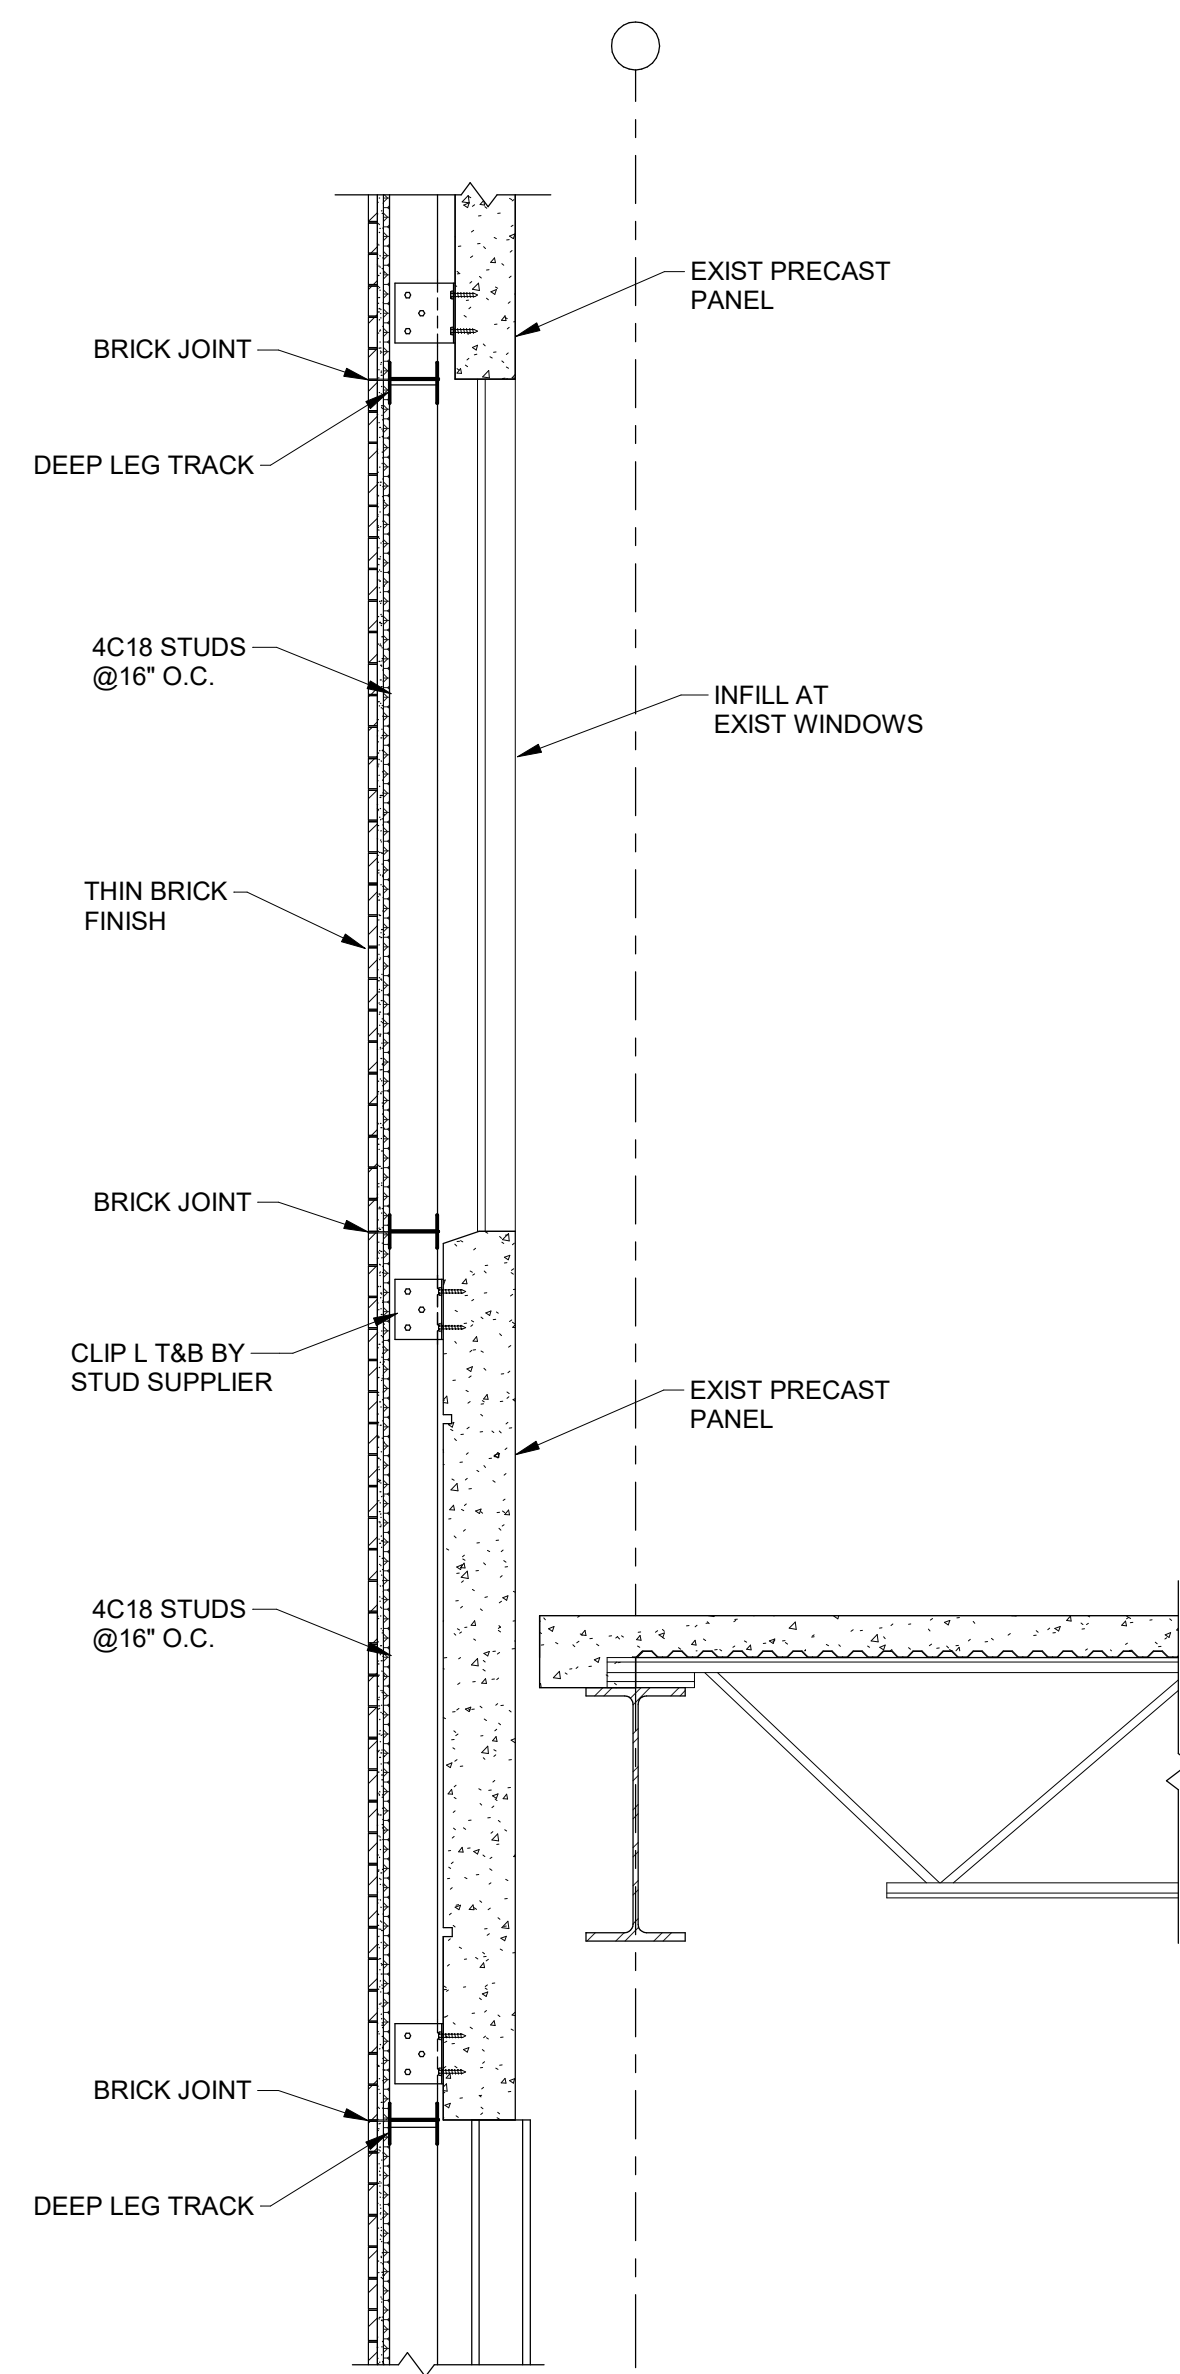 EXIST PRECAST
PANEL
BRICK JOINT
DEEP LEG TRACK
4C18 STUDS
@16" O.C.
INFILL AT
EXIST WINDOWS
THIN BRICK
FINISH
BRICK JOINT
CLIP L T&B BY
STUD SUPPLIER
EXIST PRECAST
PANEL
4C18 STUDS
@16" O.C.
BRICK JOINT
DEEP LEG TRACK